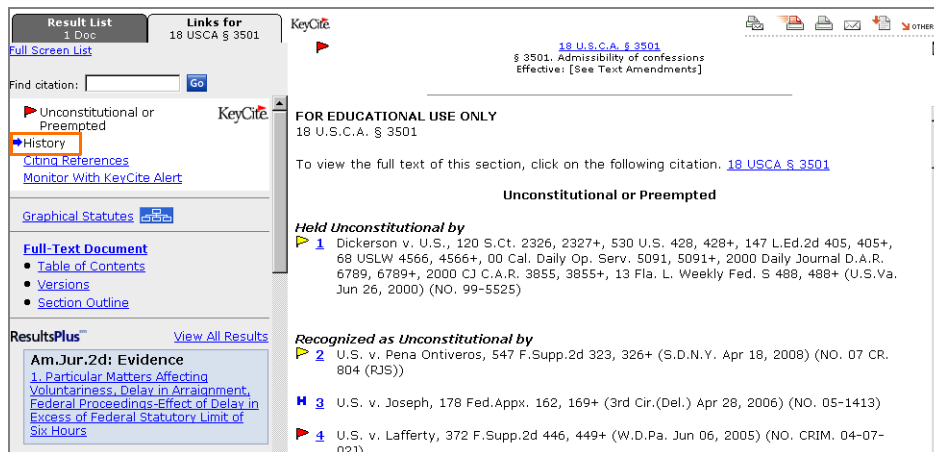 Result List
1 Doc
Links for
18 USCA § 3501
KeyCite
OTHER
Full Screen List
Find citation:
Go
Unconstitutional or
Preempted
KeyCite
History
Citing References
Monitor With KeyCite Alert
Graphical Statutes
Full-Text Document
• Table of Contents
• Versions
• Section Outline
ResultsPlus™
View All Results
Am.Jur.2d: Evidence
1. Particular Matters Affecting
Voluntariness, Delay in Arraignment,
Federal Proceedings-Effect of Delay in
Excess of Federal Statutory Limit of
Six Hours
18 U.S.C.A. § 3501
§ 3501. Admissibility of confessions
Effective: [See Text Amendments]
FOR EDUCATIONAL USE ONLY
18 U.S.C.A. § 3501
To view the full text of this section, click on the following citation. 18 USCA § 3501
Unconstitutional or Preempted
Held Unconstitutional by
1 Dickerson v. U.S., 120 S.Ct. 2326, 2327+, 530 U.S. 428, 428+, 147 L.Ed.2d 405, 405+,
68 USLW 4566, 4566+, 00 Cal. Daily Op. Serv. 5091, 5091+, 2000 Daily Journal D.A.R.
6789, 6789+, 2000 CJ C.A.R. 3855, 3855+, 13 Fla. L. Weekly Fed. S 488, 488+ (U.S.Va.
Jun 26, 2000) (NO. 99-5525)
Recognized as Unconstitutional by
2 U.S. v. Pena Ontiveros, 547 F.Supp.2d 323, 326+ (S.D.N.Y. Apr 18, 2008) (NO. 07 CR.
804 (RJS))
H 3 U.S. v. Joseph, 178 Fed.Appx. 162, 169+ (3rd Cir.(Del.) Apr 28, 2006) (NO. 05-1413)
4 U.S. v. Lafferty, 372 F.Supp.2d 446, 449+ (W.D.Pa. Jun 06, 2005) (NO. CRIM. 04-07-
02J)